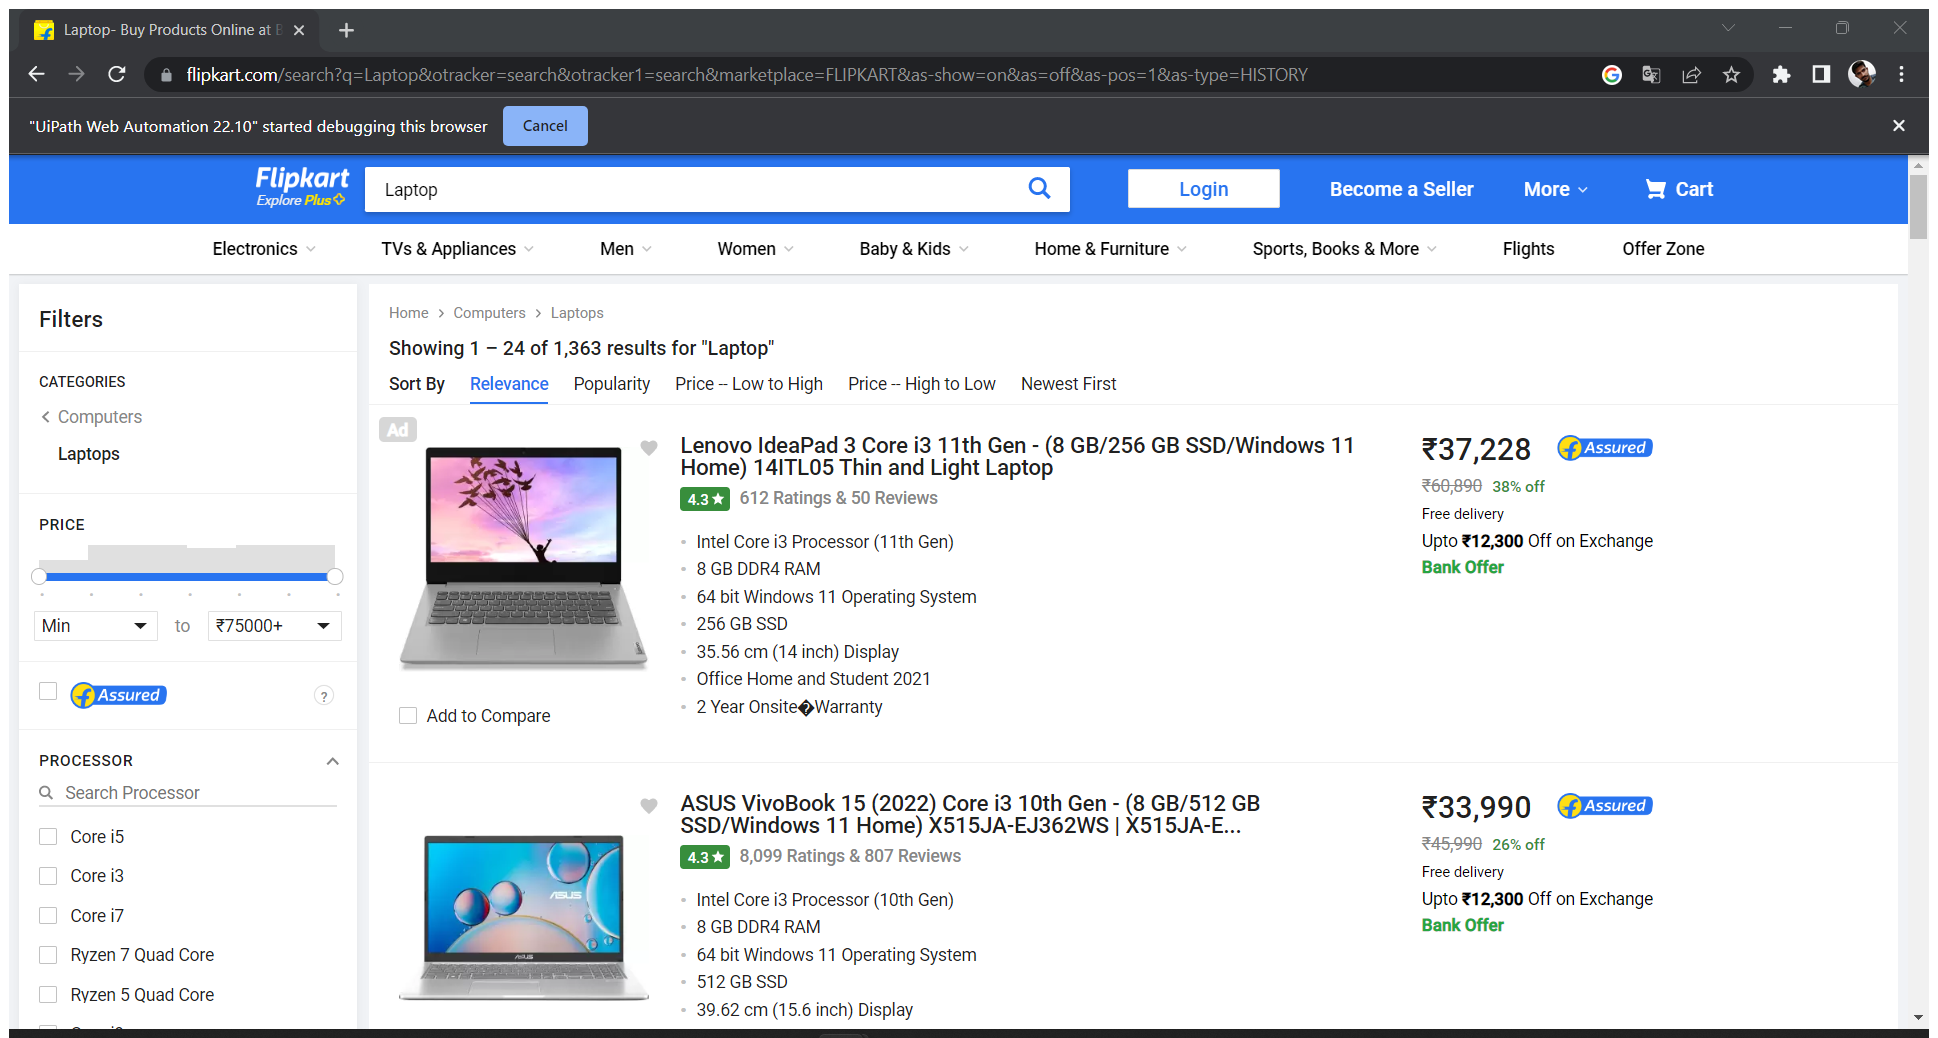 Laptop- Buy Products Online at B
flipkart.com/search?q=Laptop&otracker=search&otracker1=search&marketplace=FLIPKART&as-show=on&as=off&as-pos=1&as-type=HISTORY
"UiPath Web Automation 22.10" started debugging this browser Cancel
Flipkart
Explore Plus
Laptop
Login Become a Seller More Cart
Electronics TVs & Appliances Men Women Baby & Kids Home & Furniture Sports, Books & More Flights Offer Zone
Filters
CATEGORIES
Computers
Laptops
PRICE
Min to ₹75000+
Assured ?
PROCESSOR
Search Processor
Core i5
Core i3
Core i7
Ryzen 7 Quad Core
Ryzen 5 Quad Core
Home > Computers > Laptops
Showing 1 – 24 of 1,363 results for "Laptop"
Sort By Relevance Popularity Price -- Low to High Price -- High to Low Newest First
Ad
Lenovo IdeaPad 3 Core i3 11th Gen - (8 GB/256 GB SSD/Windows 11
Home) 14ITL05 Thin and Light Laptop
4.3★ 612 Ratings & 50 Reviews
• Intel Core i3 Processor (11th Gen)
• 8 GB DDR4 RAM
• 64 bit Windows 11 Operating System
• 256 GB SSD
• 35.56 cm (14 inch) Display
• Office Home and Student 2021
• 2 Year Onsite�Warranty
Add to Compare
₹37,228 Assured
₹60,890 38% off
Free delivery
Upto ₹12,300 Off on Exchange
Bank Offer
ASUS VivoBook 15 (2022) Core i3 10th Gen - (8 GB/512 GB
SSD/Windows 11 Home) X515JA-EJ362WS | X515JA-E...
4.3★ 8,099 Ratings & 807 Reviews
• Intel Core i3 Processor (10th Gen)
• 8 GB DDR4 RAM
• 64 bit Windows 11 Operating System
• 512 GB SSD
• 39.62 cm (15.6 inch) Display
ASUS
ASUS
₹33,990 Assured
₹45,990 26% off
Free delivery
Upto ₹12,300 Off on Exchange
Bank Offer